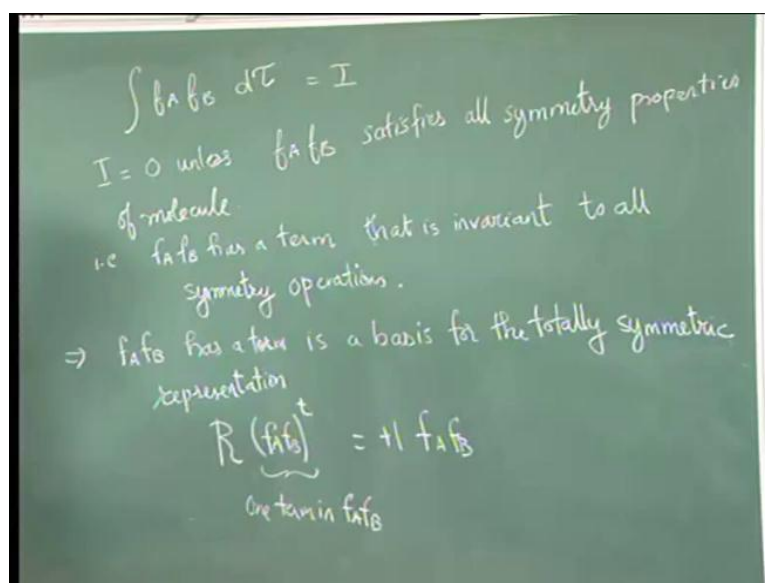 ∫ fA fB dτ = I
I = 0 unless fA fB satisfies all symmetry properties
of molecule.
i.e fA fB has a term that is invariant to all
symmetry operations.
⇒ fA fB has a term is a basis for the totally symmetric
representation
R (fA fB)^t = +1 fA fB
One term in fA fB